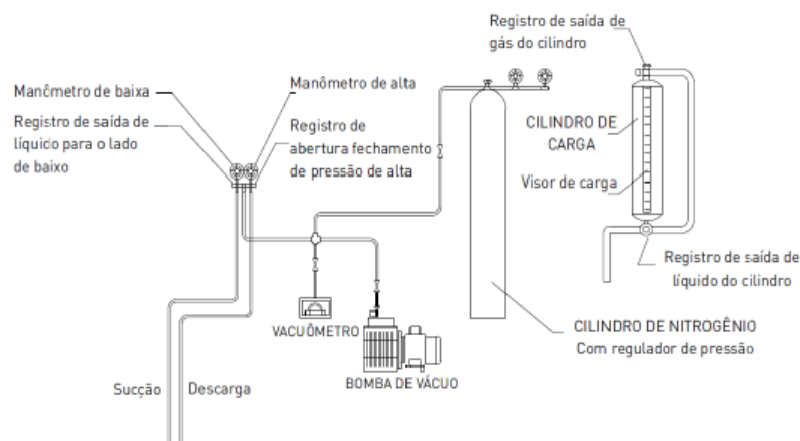 Registro de saída de
gás do cilindro
Manômetro de baixa
Manômetro de alta
Registro de saída de
líquido para o lado
de baixo
Registro de
abertura fechamento
de pressão de alta
CILINDRO DE
CARGA
Visor de carga
Registro de saída de
líquido do cilindro
VACUÔMETRO
CILINDRO DE NITROGÊNIO
Com regulador de pressão
BOMBA DE VÁCUO
Sucção
Descarga